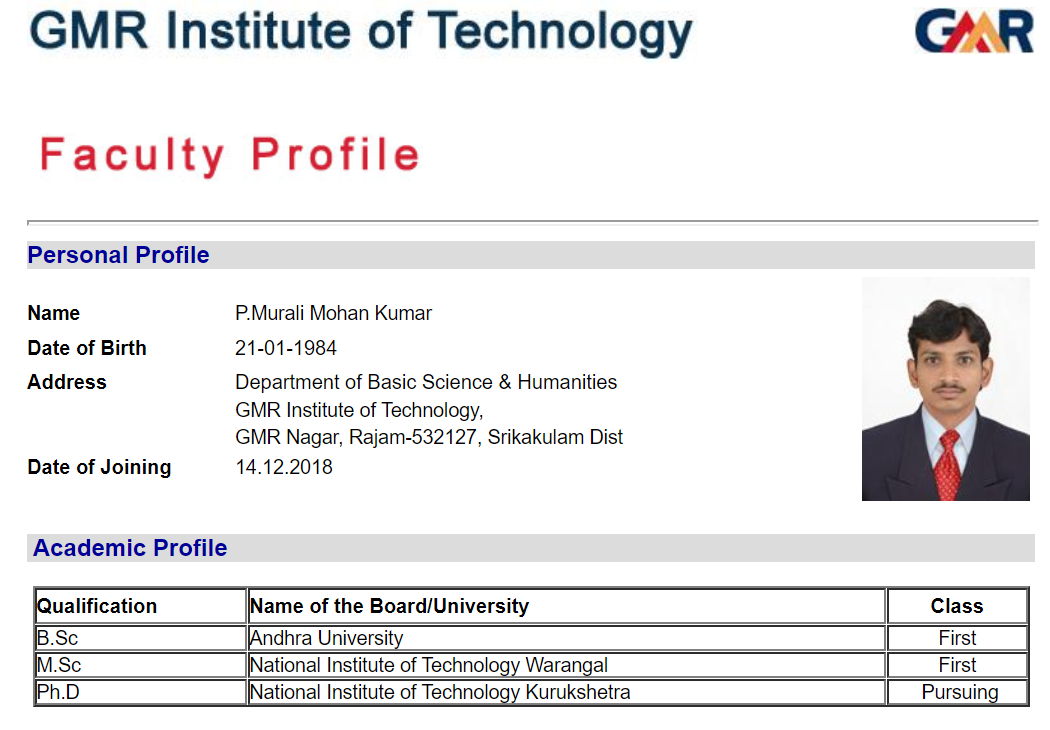 GMR Institute of Technology
GMR
Faculty Profile
Personal Profile
Name P.Murali Mohan Kumar
Date of Birth 21-01-1984
Address Department of Basic Science & Humanities
GMR Institute of Technology,
GMR Nagar, Rajam-532127, Srikakulam Dist
Date of Joining 14.12.2018
Academic Profile
Qualification Name of the Board/University Class
B.Sc Andhra University First
M.Sc National Institute of Technology Warangal First
Ph.D National Institute of Technology Kurukshetra Pursuing